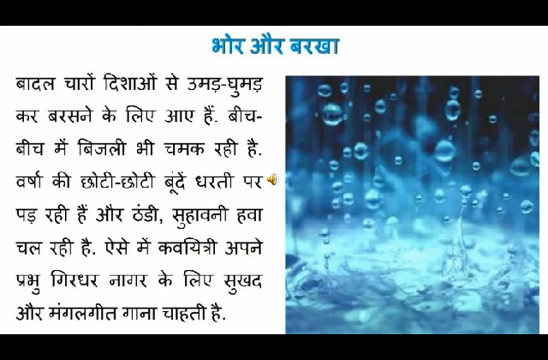 भोर और बरखा
बादल चारों दिशाओं से उमड़-घुमड़
कर बरसने के लिए आए हैं. बीच-
बीच में बिजली भी चमक रही है.
वर्षा की छोटी-छोटी बूंदें धरती पर
पड़ रही हैं और ठंडी, सुहावनी हवा
चल रही है. ऐसे में कवयित्री अपने
प्रभु गिरधर नागर के लिए सुखद
और मंगलगीत गाना चाहती है.